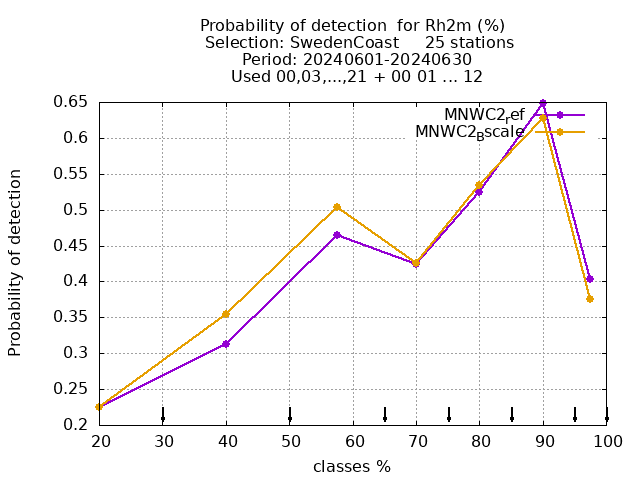 Probability of detection  for Rh2m (%)
Selection: SwedenCoast     25 stations
Period: 20240601-20240630
Used 00,03,...,21 + 00 01 ... 12
MNWC2_ref
MNWC2_Bscale
Probability of detection
0.65
0.6
0.55
0.5
0.45
0.4
0.35
0.3
0.25
0.2
20 30 40 50 60 70 80 90 100
classes %